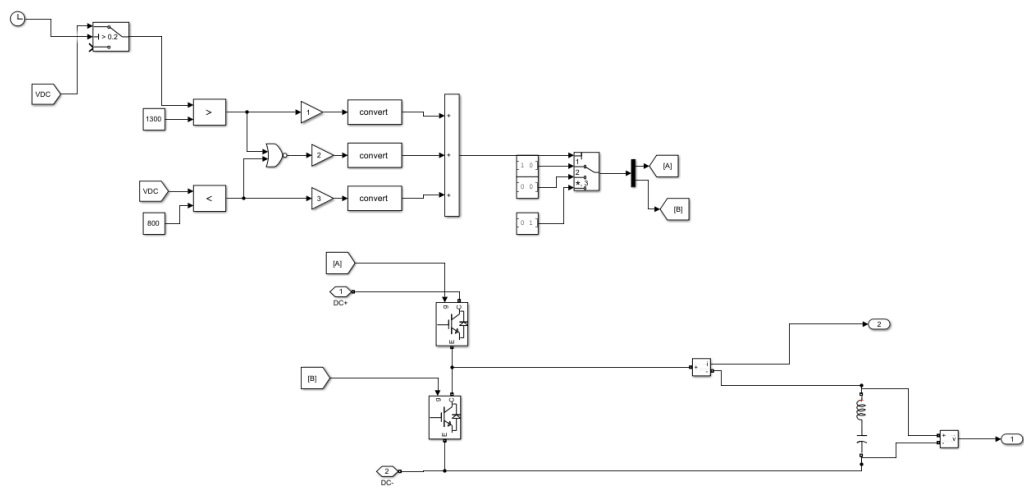 > 0.2
VDC
1300
>
1
convert
+
2
convert
+
VDC
<
3
convert
+
800
1 0
0 0
0 1
1
2
*, 3
[A]
[B]
[A]
1
DC+
g
C
E
[B]
g
C
E
2
DC-
+
i
-
2
+
-
v
1